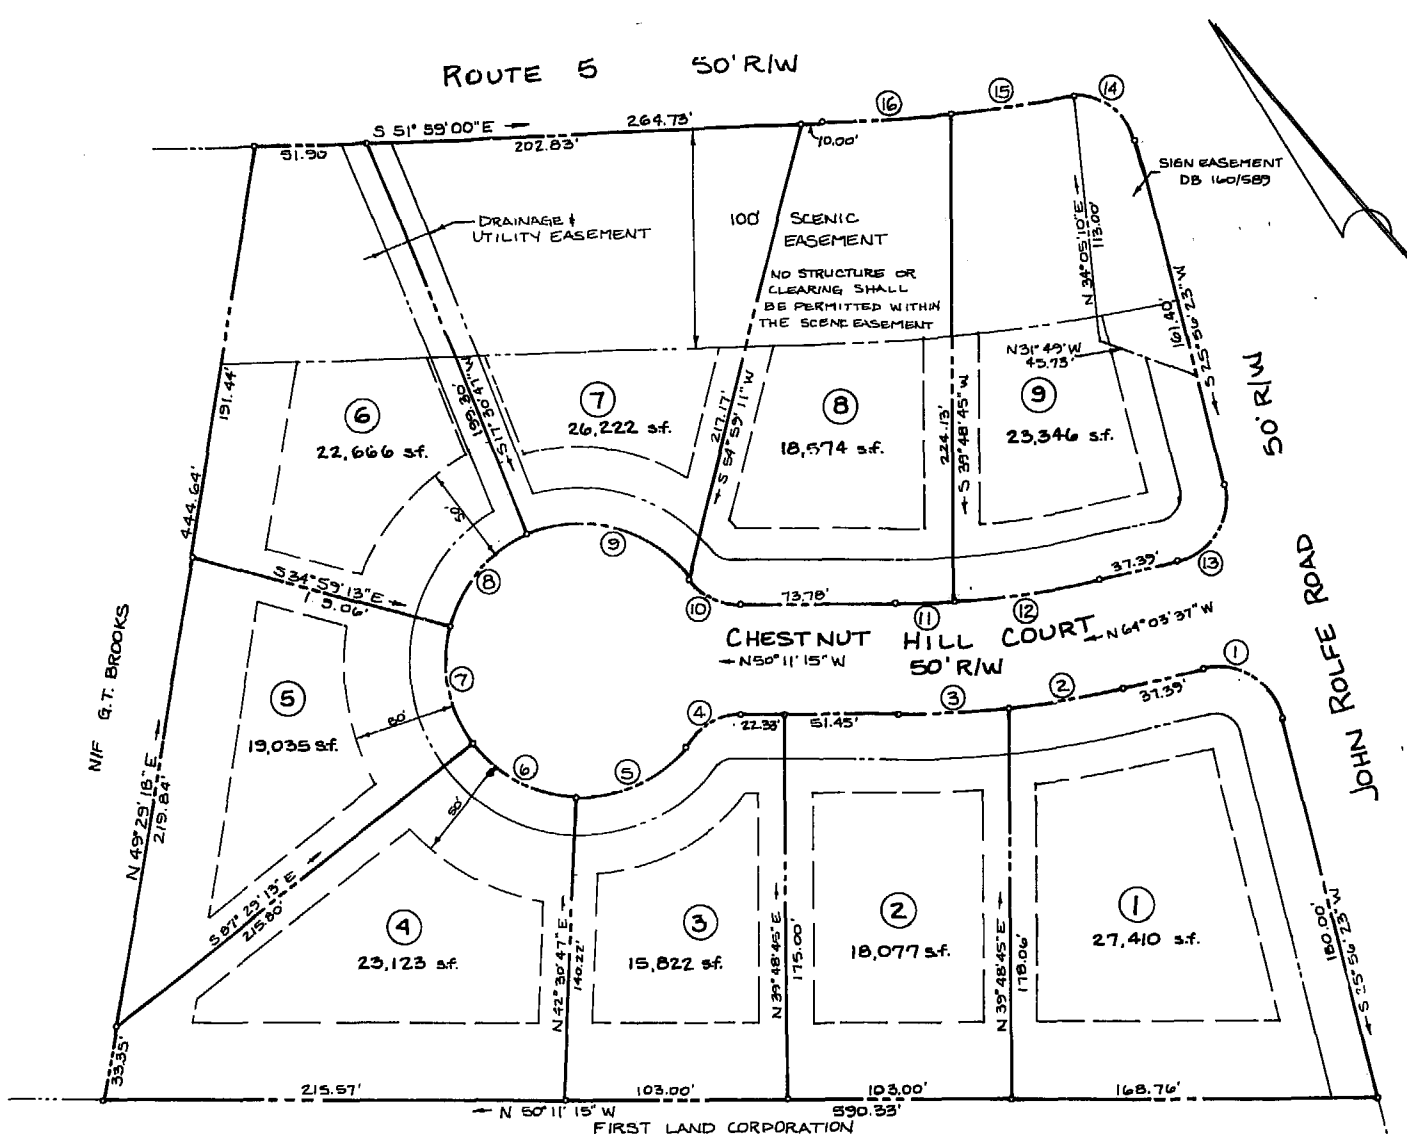 ROUTE 5 50' R/W
S 51° 59' 00" E
264.73'
51.90
202.83'
10.00'
16
15
14
SIGN EASEMENT
DB 160/589
DRAINAGE &
UTILITY EASEMENT
100' SCENIC
EASEMENT
NO STRUCTURE OR
CLEARING SHALL
BE PERMITTED WITHIN
THE SCENE EASEMENT
N 34° 05' 10" E
113.00'
161.40'
S 25° 56' 23" W
N 31° 49' W
45.73'
50' R/W
191.44'
6
22,666 s.f.
S 17° 30' 47" W
7
26,222 s.f.
217.17'
S 54° 59' 11" W
8
18,574 s.f.
224.13'
S 39° 48' 45" W
9
23,346 s.f.
444.64'
50'
S 34° 59' 13" E
9.06'
8
9
10
73.78'
11
12
37.39'
13
CHESTNUT HILL COURT
N 50° 11' 15" W
50' R/W
N 64° 03' 37" W
JOHN ROLFE ROAD
N/F G.T. BROOKS
5
19,035 s.f.
7
4
22.33'
51.45'
3
2
37.39'
1
6
5
50'
N 49° 29' 18" E
219.84'
S 87° 29' 13" E
215.80'
4
23,123 s.f.
N 42° 30' 47" E
140.22'
3
15,822 s.f.
N 39° 48' 45" E
175.00'
2
18,077 s.f.
N 39° 48' 45" E
178.06'
1
27,410 s.f.
180.00'
S 25° 56' 23" W
33.35'
215.57'
103.00'
103.00'
168.76'
N 50° 11' 15" W
590.33'
FIRST LAND CORPORATION